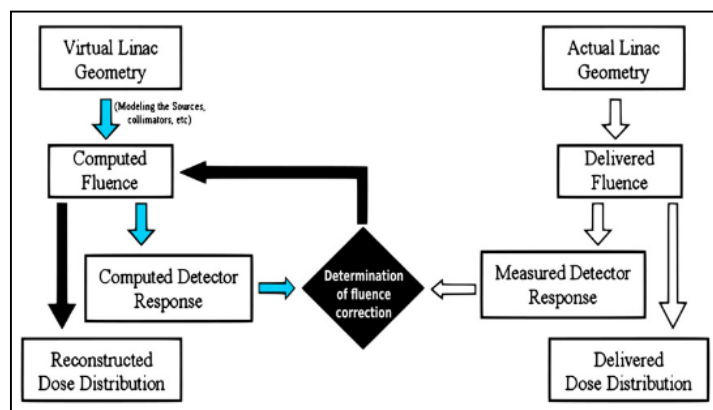 Virtual Linac
Geometry
Actual Linac
Geometry
(Modeling the Sources,
collimators, etc)
Computed
Fluence
Delivered
Fluence
Computed Detector
Response
Determination
of fluence
correction
Measured Detector
Response
Reconstructed
Dose Distribution
Delivered
Dose Distribution